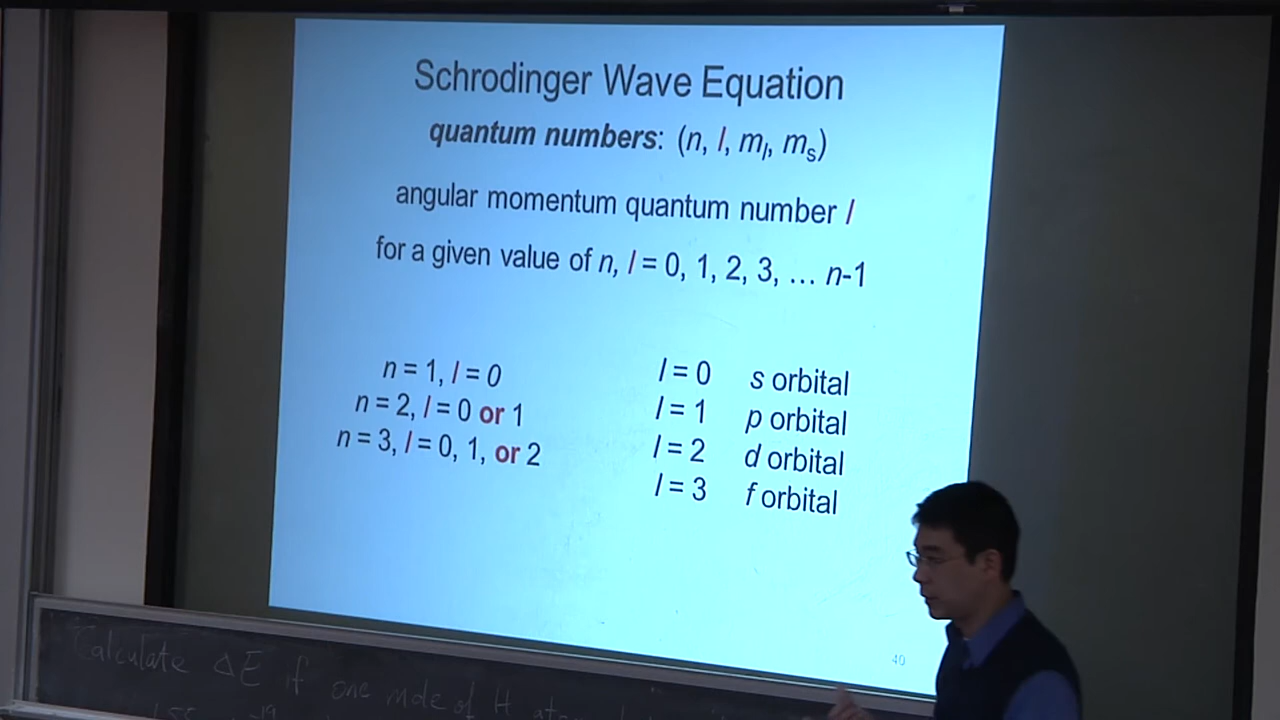 Schrodinger Wave Equation
quantum numbers: (n, l, mₗ, mₛ)
angular momentum quantum number l
for a given value of n, l = 0, 1, 2, 3, … n-1
n = 1, l = 0
n = 2, l = 0 or 1
n = 3, l = 0, 1, or 2
l = 0 s orbital
l = 1 p orbital
l = 2 d orbital
l = 3 f orbital
40
Calculate ΔE if one mole of H